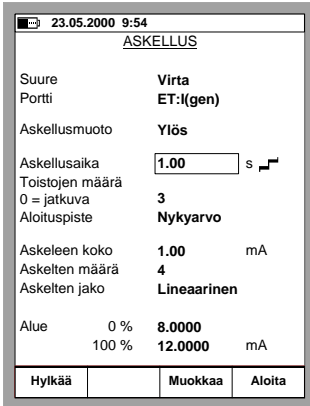 23.05.2000 9:54
ASKELLUS
Suure Virta
Portti ET:I(gen)
Askellusmuoto Ylös
Askellusaika 1.00 s
Toistojen määrä
0 = jatkuva 3
Aloituspiste Nykyarvo
Askeleen koko 1.00 mA
Askelten määrä 4
Askelten jako Lineaarinen
Alue 0 % 8.0000
100 % 12.0000 mA
Hylkää Muokkaa Aloita